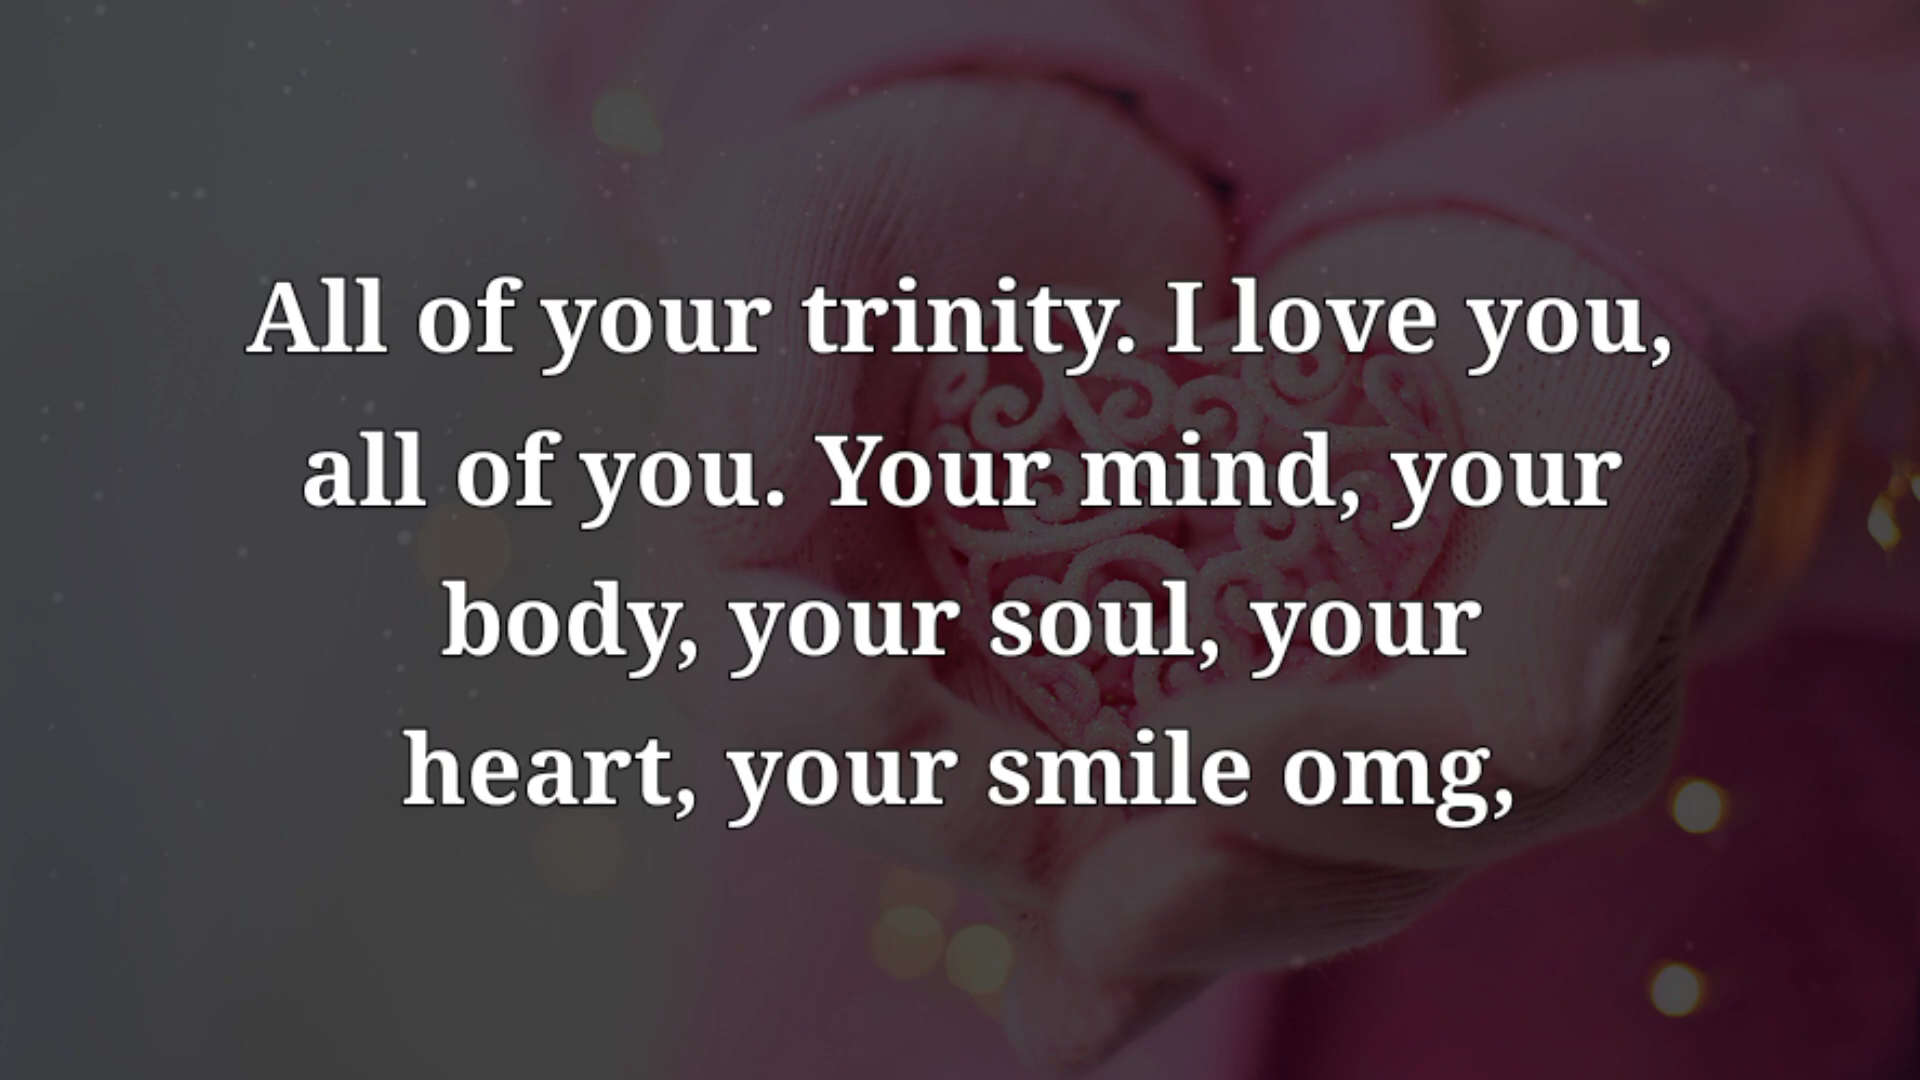 All of your trinity. I love you,
all of you. Your mind, your
body, your soul, your
heart, your smile omg,